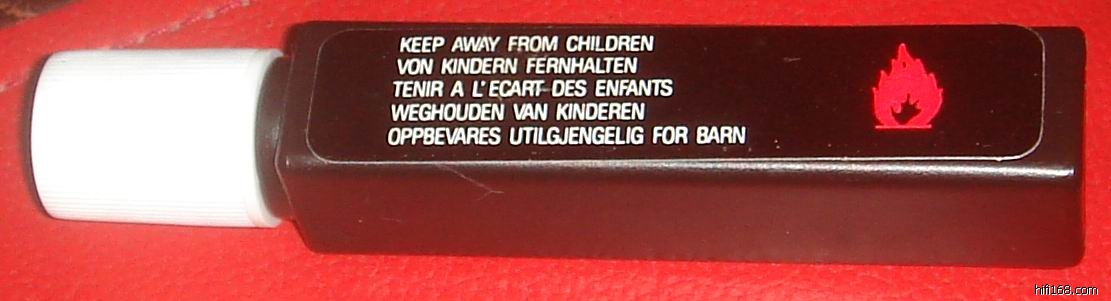 KEEP AWAY FROM CHILDREN
VON KINDERN FERNHALTEN
TENIR A L'ECART DES ENFANTS
WEGHOUDEN VAN KINDEREN
OPPBEVARES UTILGJENGELIG FOR BARN
hifi168.com